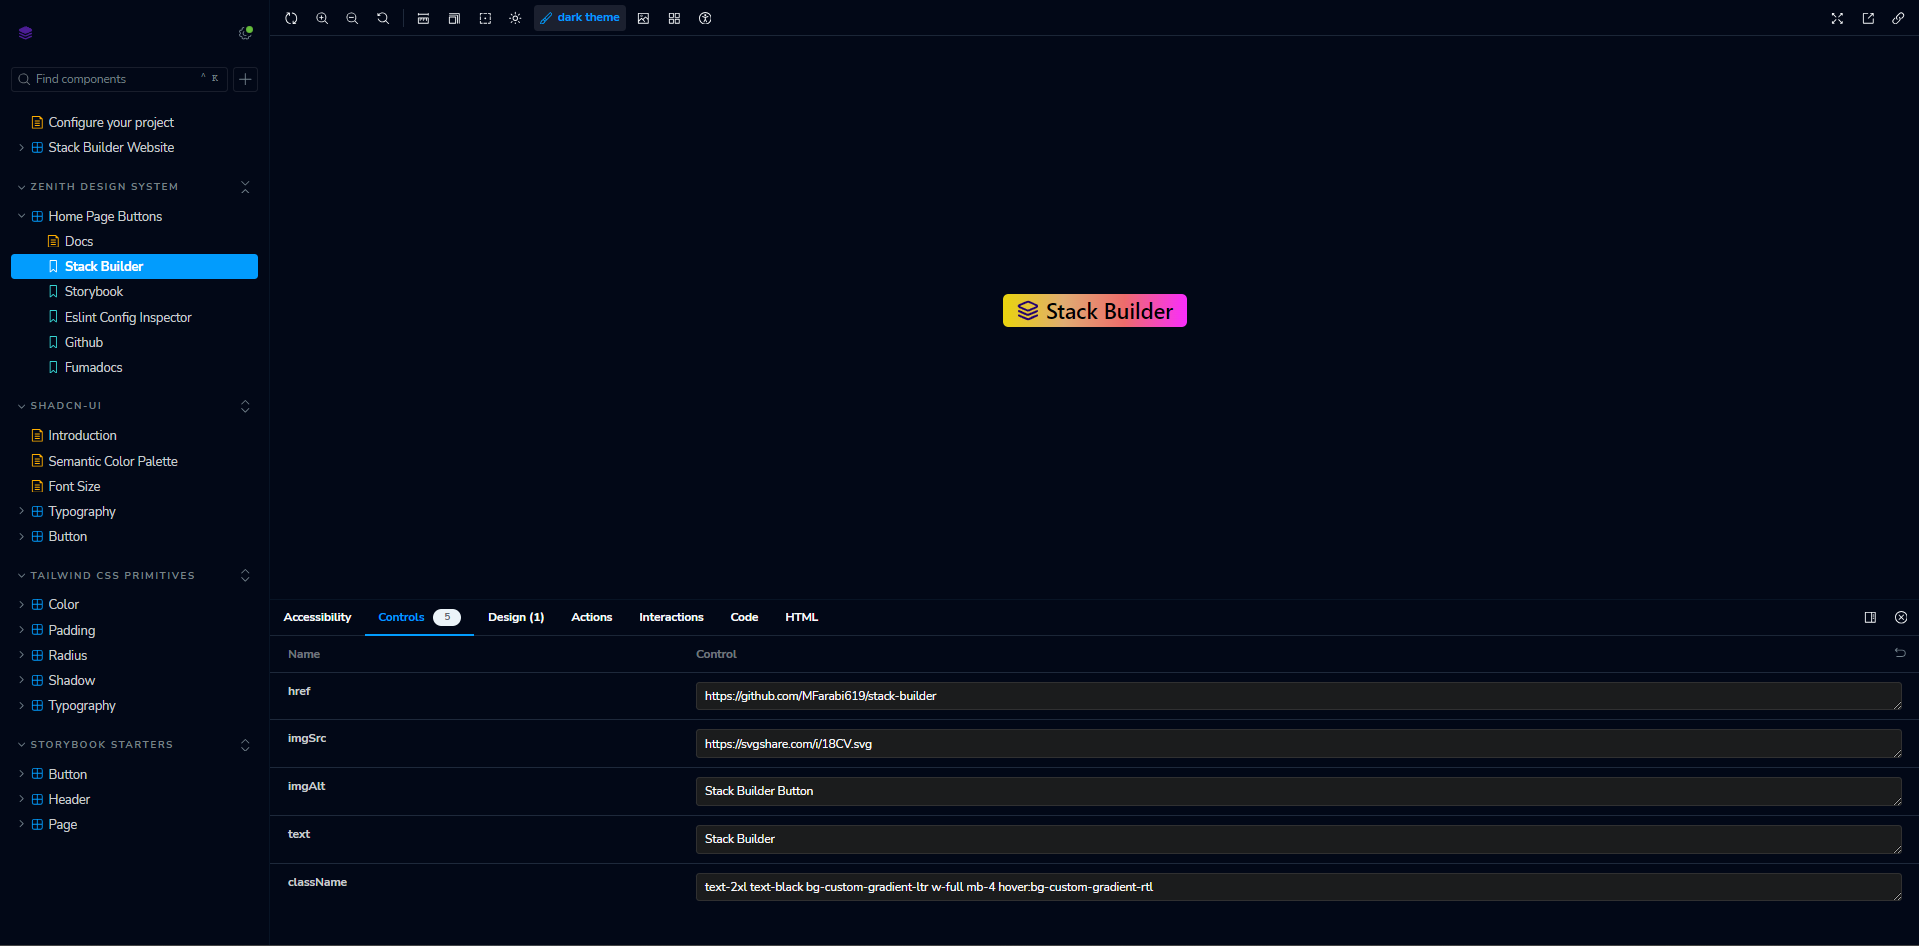 dark theme
Find components
^ K
Configure your project
Stack Builder Website
ZENITH DESIGN SYSTEM
Home Page Buttons
Docs
Stack Builder
Storybook
Eslint Config Inspector
Github
Fumadocs
SHADCN-UI
Introduction
Semantic Color Palette
Font Size
Typography
Button
TAILWIND CSS PRIMITIVES
Color
Padding
Radius
Shadow
Typography
STORYBOOK STARTERS
Button
Header
Page
Stack Builder
Accessibility Controls 5 Design (1) Actions Interactions Code HTML
Name Control
href https://github.com/MFarabi619/stack-builder
imgSrc https://svgshare.com/i/18CV.svg
imgAlt Stack Builder Button
text Stack Builder
className text-2xl text-black bg-custom-gradient-ltr w-full mb-4 hover:bg-custom-gradient-rtl